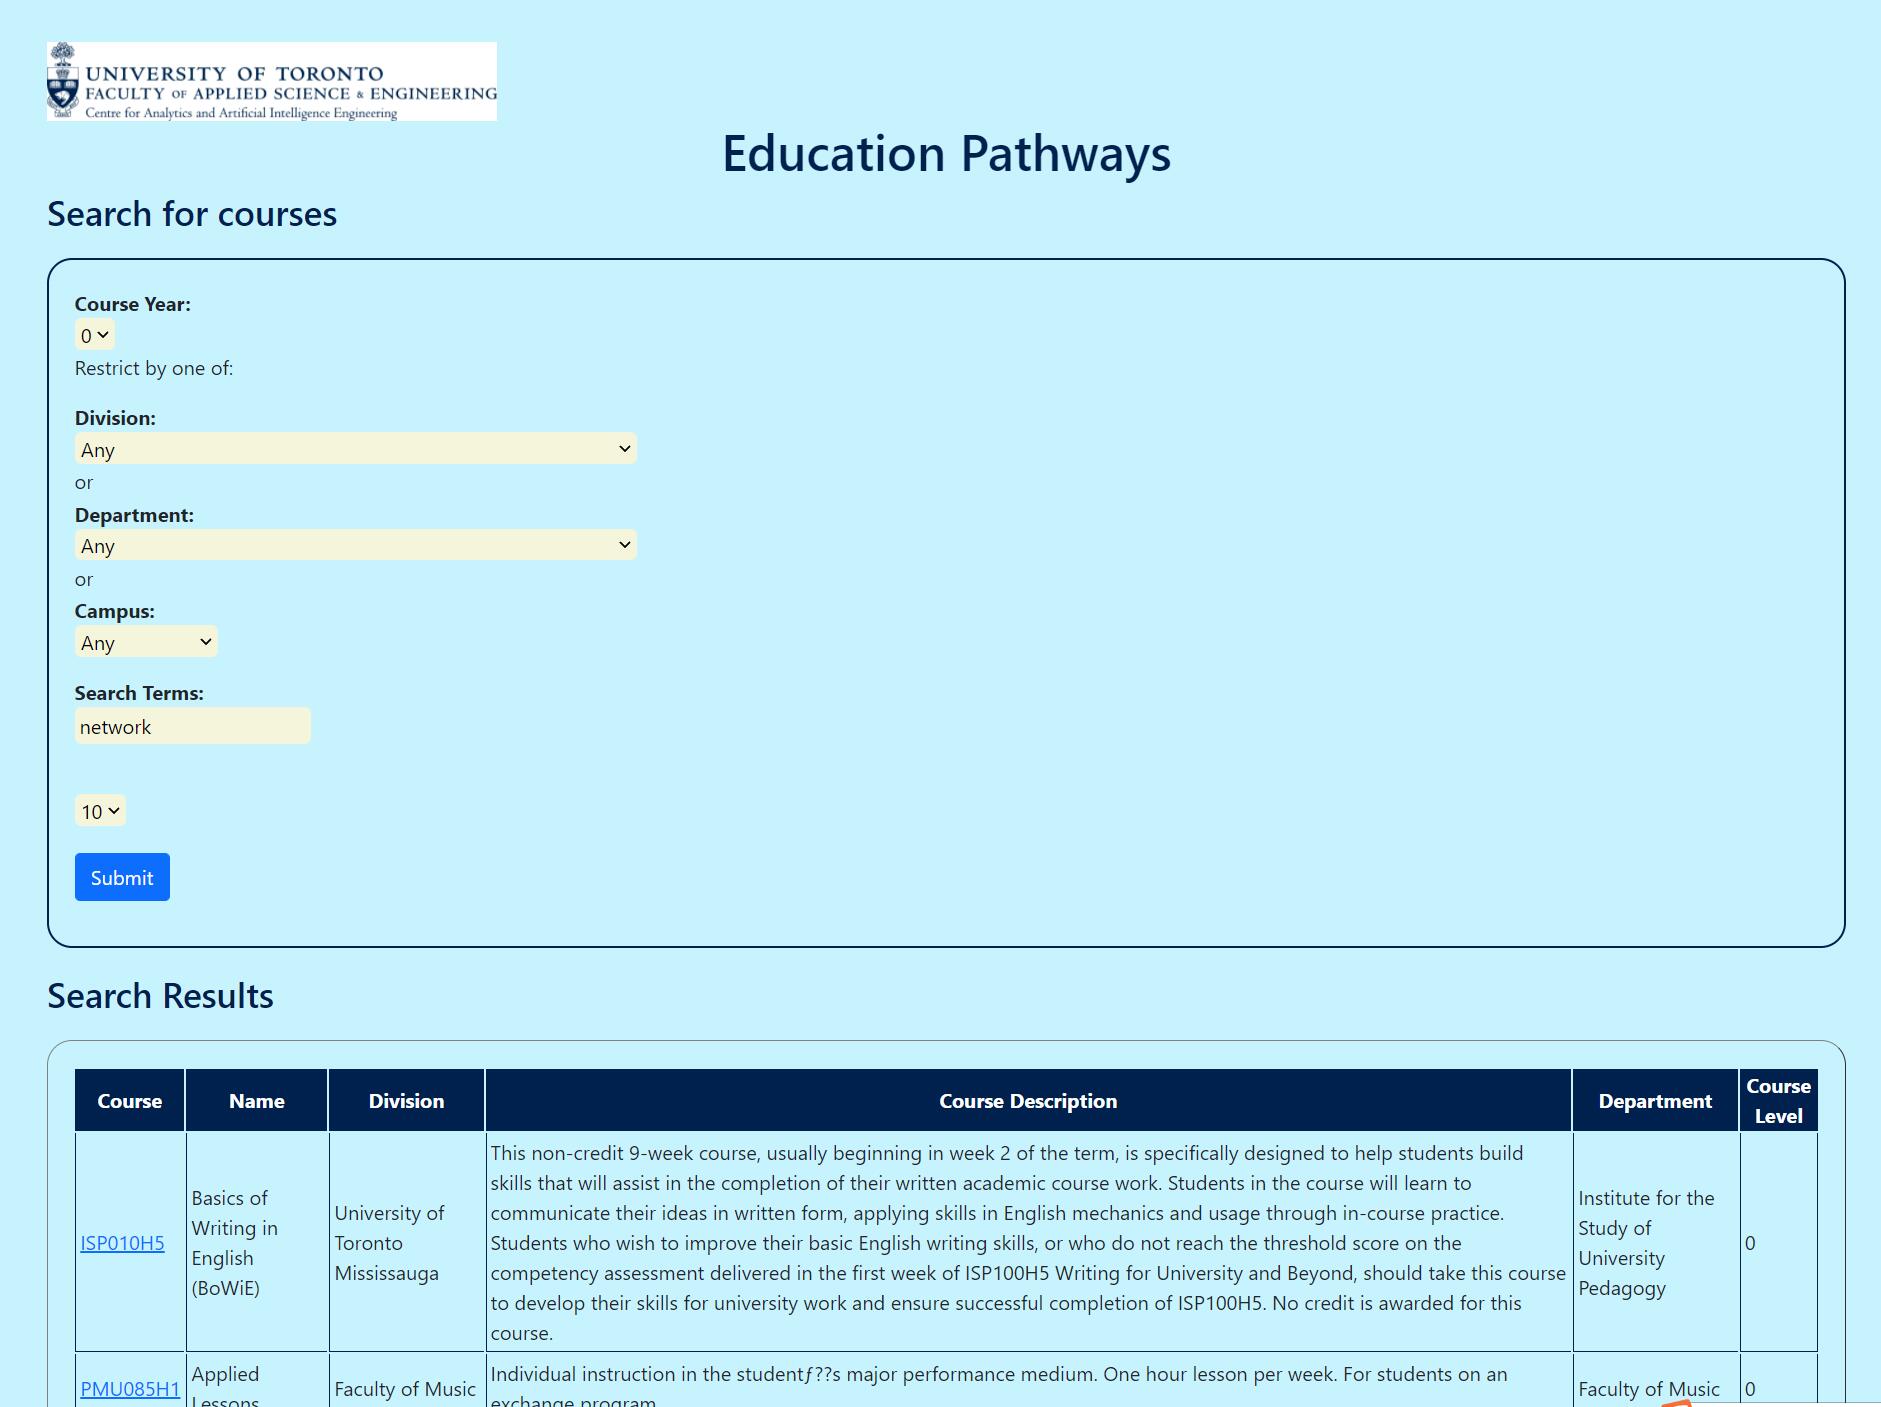 UNIVERSITY OF TORONTO
FACULTY OF APPLIED SCIENCE & ENGINEERING
Centre for Analytics and Artificial Intelligence Engineering
Education Pathways
Search for courses
Course Year:
0
Restrict by one of:
Division:
Any
or
Department:
Any
or
Campus:
Any
Search Terms:
network
10
Submit
Search Results
Course
Name
Division
Course Description
Department
Course
Level
ISP010H5
Basics of
Writing in
English
(BoWiE)
University of
Toronto
Mississauga
This non-credit 9-week course, usually beginning in week 2 of the term, is specifically designed to help students build
skills that will assist in the completion of their written academic course work. Students in the course will learn to
communicate their ideas in written form, applying skills in English mechanics and usage through in-course practice.
Students who wish to improve their basic English writing skills, or who do not reach the threshold score on the
competency assessment delivered in the first week of ISP100H5 Writing for University and Beyond, should take this course
to develop their skills for university work and ensure successful completion of ISP100H5. No credit is awarded for this
course.
Institute for the
Study of
University
Pedagogy
0
PMU085H1
Applied
Lessons
Faculty of Music
Individual instruction in the studentƒ??s major performance medium. One hour lesson per week. For students on an
exchange program
Faculty of Music
0